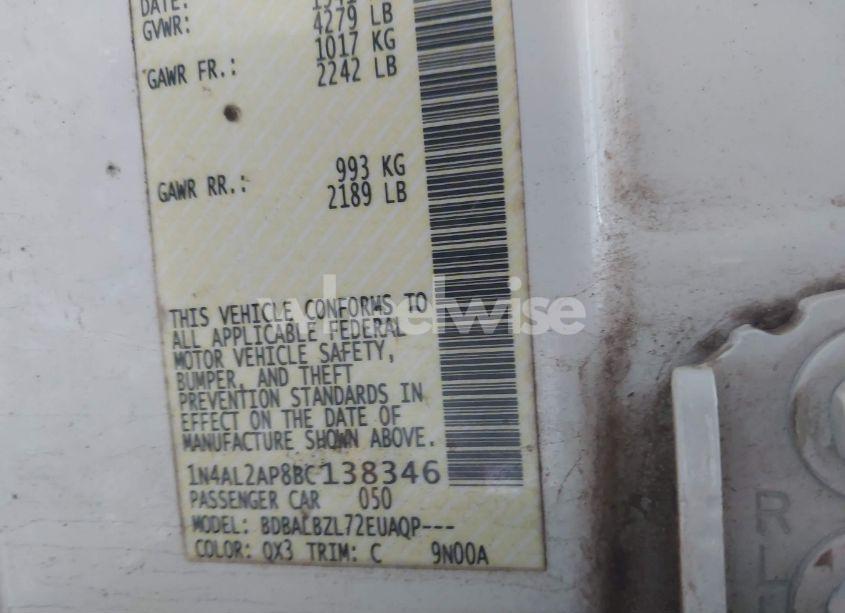 DATE:
GVWR: 4279 LB
1017 KG
GAWR FR.: 2242 LB
993 KG
GAWR RR.: 2189 LB
THIS VEHICLE CONFORMS TO
ALL APPLICABLE FEDERAL
MOTOR VEHICLE SAFETY,
BUMPER, AND THEFT
PREVENTION STANDARDS IN
EFFECT ON THE DATE OF
MANUFACTURE SHOWN ABOVE.
1N4AL2AP8BC138346
PASSENGER CAR 050
MODEL: BDBALBZL72EUAQP---
COLOR: QX3 TRIM: C 9N00A
wheelwise
R
L